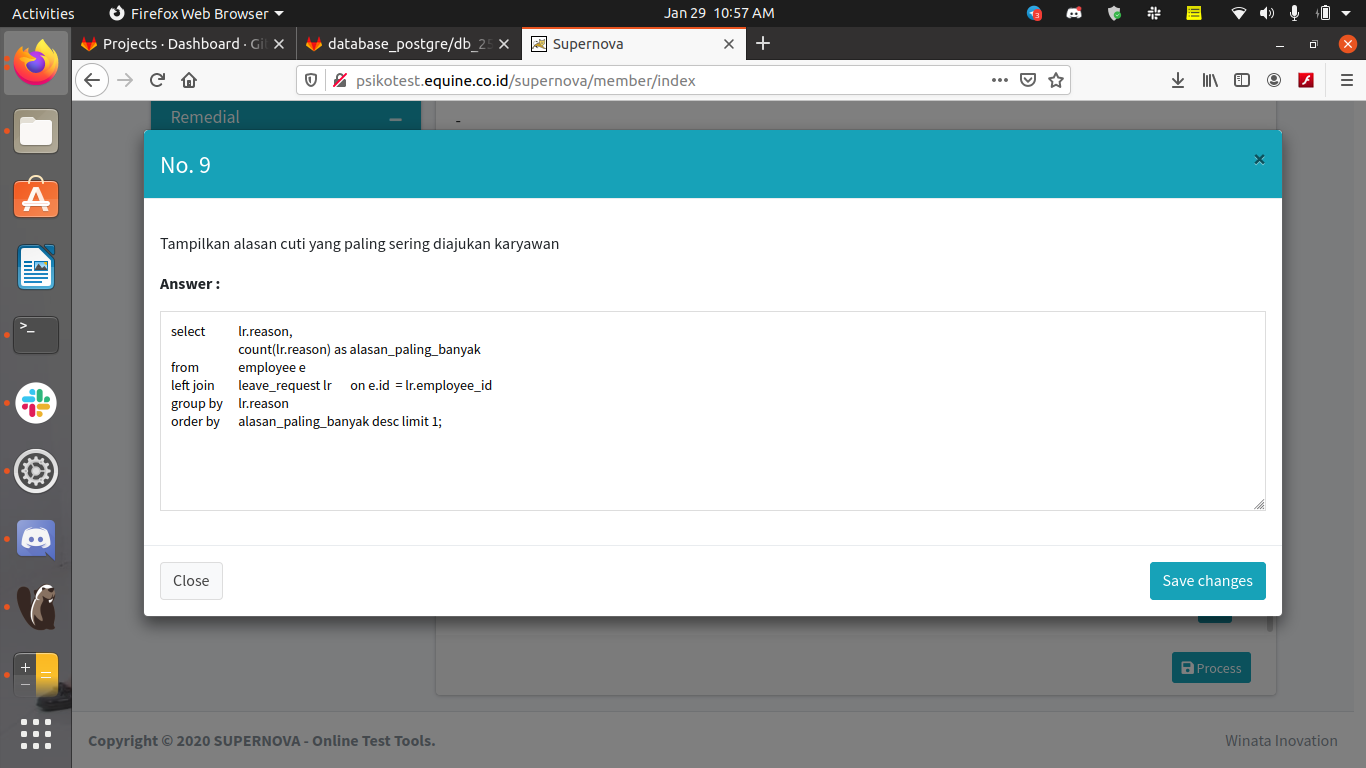 Activities
Firefox Web Browser
Jan 29 10:57 AM
3
Projects · Dashboard · Gi
database_postgre/db_25
Supernova
psikotest.equine.co.id/supernova/member/index
Remedial
-
No. 9
×
Tampilkan alasan cuti yang paling sering diajukan karyawan
Answer :
select lr.reason,
count(lr.reason) as alasan_paling_banyak
from employee e
left join leave_request lr on e.id = lr.employee_id
group by lr.reason
order by alasan_paling_banyak desc limit 1;
Close
Save changes
Process
Copyright © 2020 SUPERNOVA - Online Test Tools.
Winata Inovation